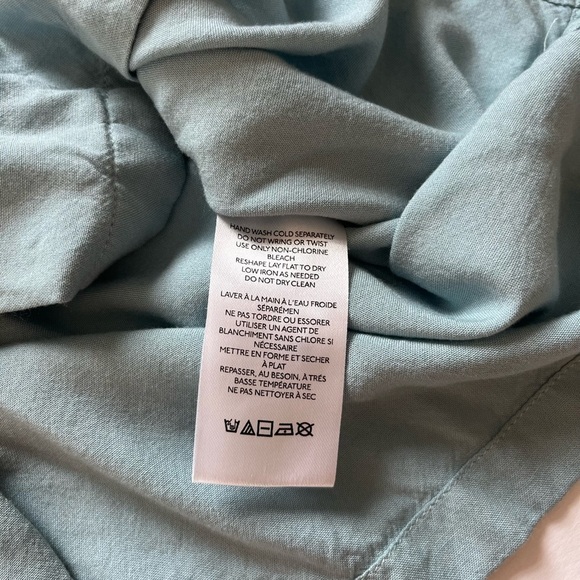 HAND WASH COLD SEPARATELY
DO NOT WRING OR TWIST
USE ONLY NON-CHLORINE
BLEACH
RESHAPE LAY FLAT TO DRY
LOW IRON AS NEEDED
DO NOT DRY CLEAN
LAVER À LA MAIN À L'EAU FROIDE
SÉPARÉMEN
NE PAS TORDRE OU ESSORER
UTILISER UN AGENT DE
BLANCHIMENT SANS CHLORE SI
NÉCESSAIRE
METTRE EN FORME ET SECHER
À PLAT
REPASSER, AU BESOIN, À TRÉS
BASSE TEMPÉRATURE
NE PAS NETTOYER À SEC